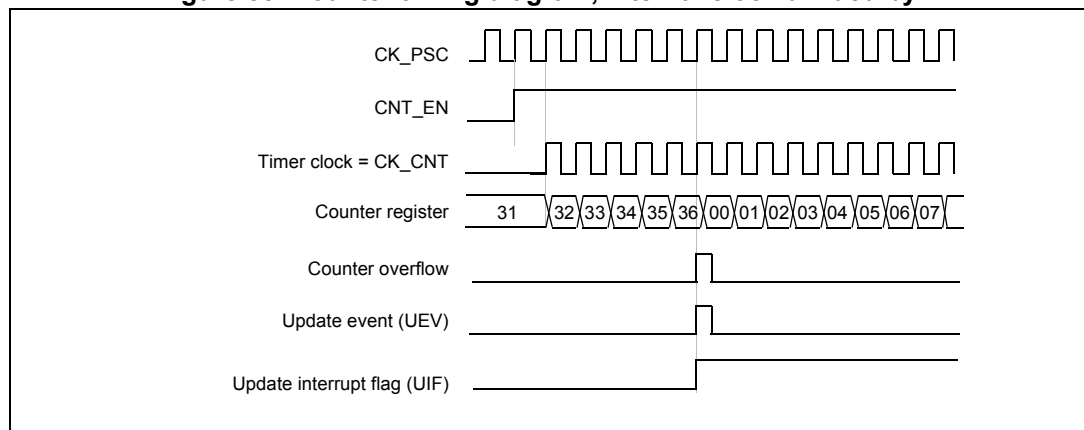 CK_PSC
CNT_EN
Timer clock = CK_CNT
Counter register 31 32 33 34 35 36 00 01 02 03 04 05 06 07
Counter overflow
Update event (UEV)
Update interrupt flag (UIF)